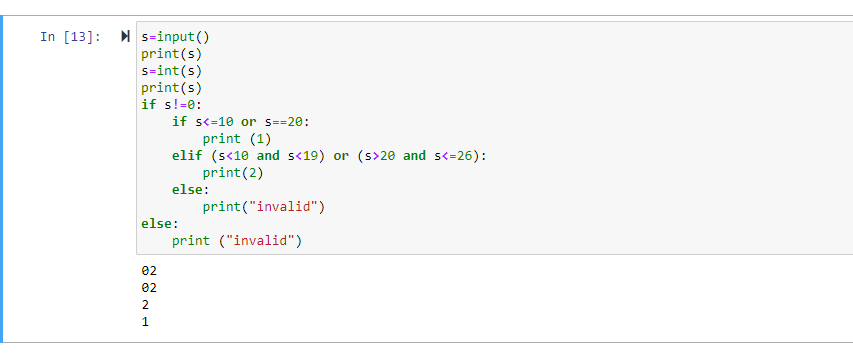 In [13]:
s=input()
print(s)
s=int(s)
print(s)
if s!=0:
    if s<=10 or s==20:
        print (1)
    elif (s<10 and s<19) or (s>20 and s<=26):
        print(2)
    else:
        print("invalid")
else:
    print ("invalid")
02
02
2
1